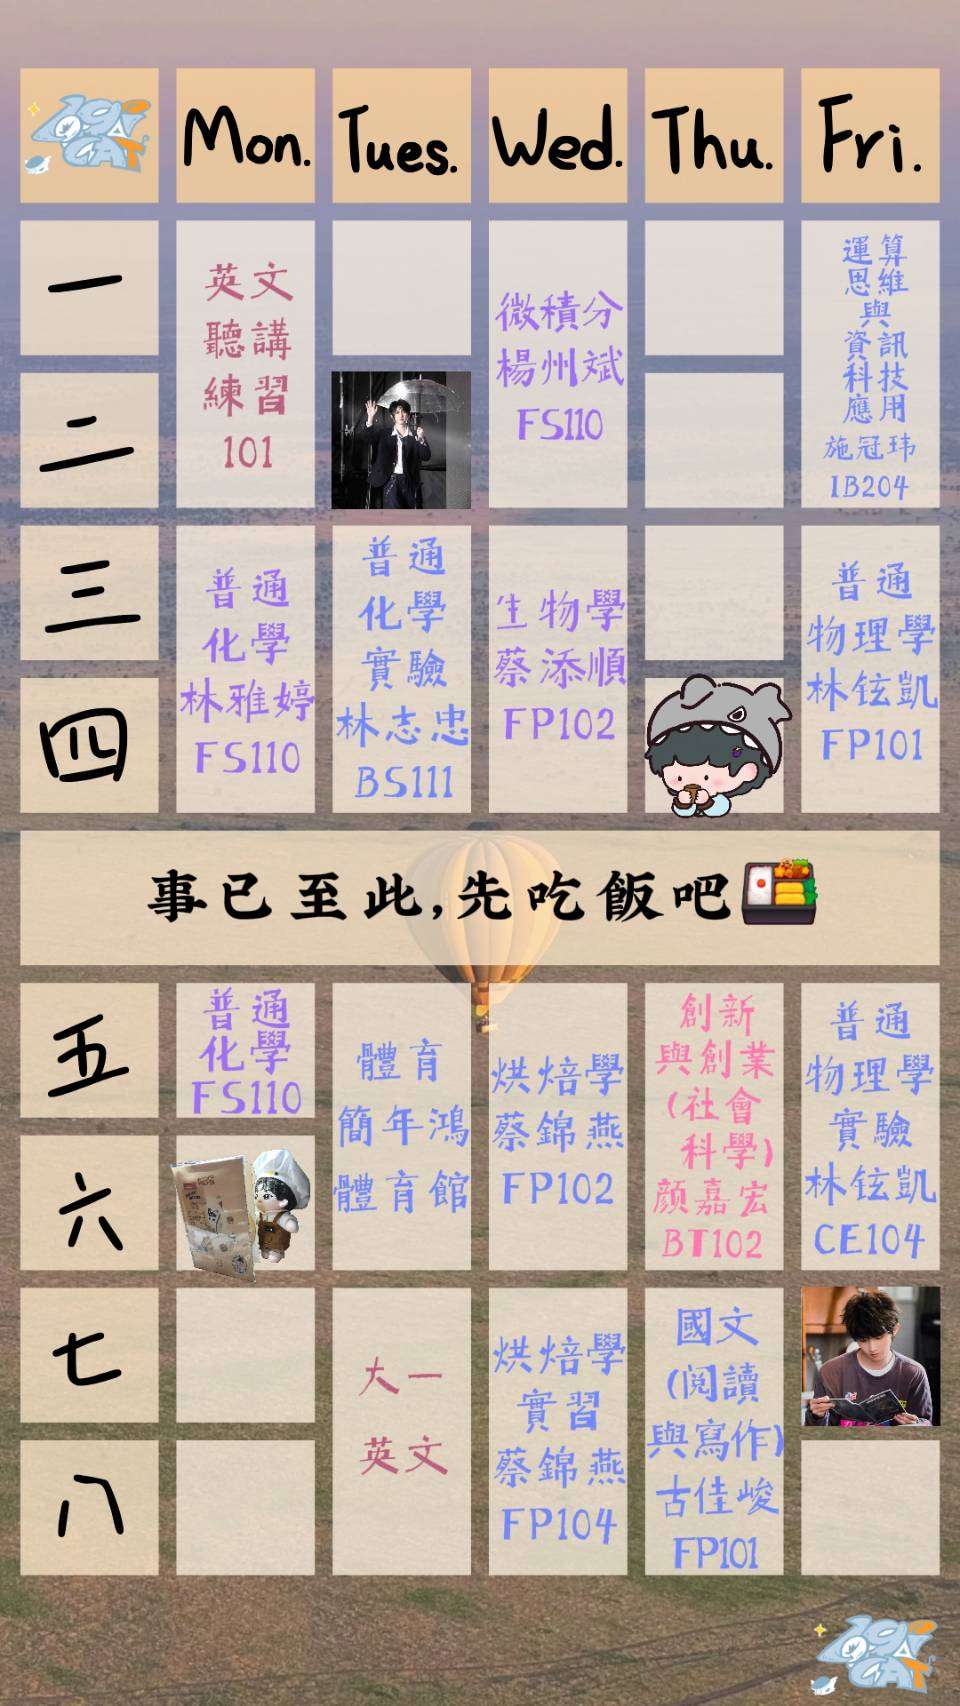 Mon.
Tues.
Wed.
Thu.
Fri.
一
英文
聽講
練習
101
微積分
楊州斌
FS110
運算
思維
與
資訊
科技
應用
施冠玮
IB204
二
三
普通
化學
林雅婷
FS110
普通
化學
實驗
林志忠
BS111
生物學
蔡添順
FP102
普通
物理學
林铉凱
FP101
四
事已至此,先吃飯吧
五
普通
化學
FS110
體育
簡年鴻
體育館
烘焙學
蔡錦燕
FP102
創新
與創業
(社會
科學)
顏嘉宏
BT102
普通
物理學
實驗
林铉凱
CE104
六
七
大一
英文
烘焙學
實習
蔡錦燕
FP104
國文
(閲讀
與寫作)
古佳峻
FP101
八